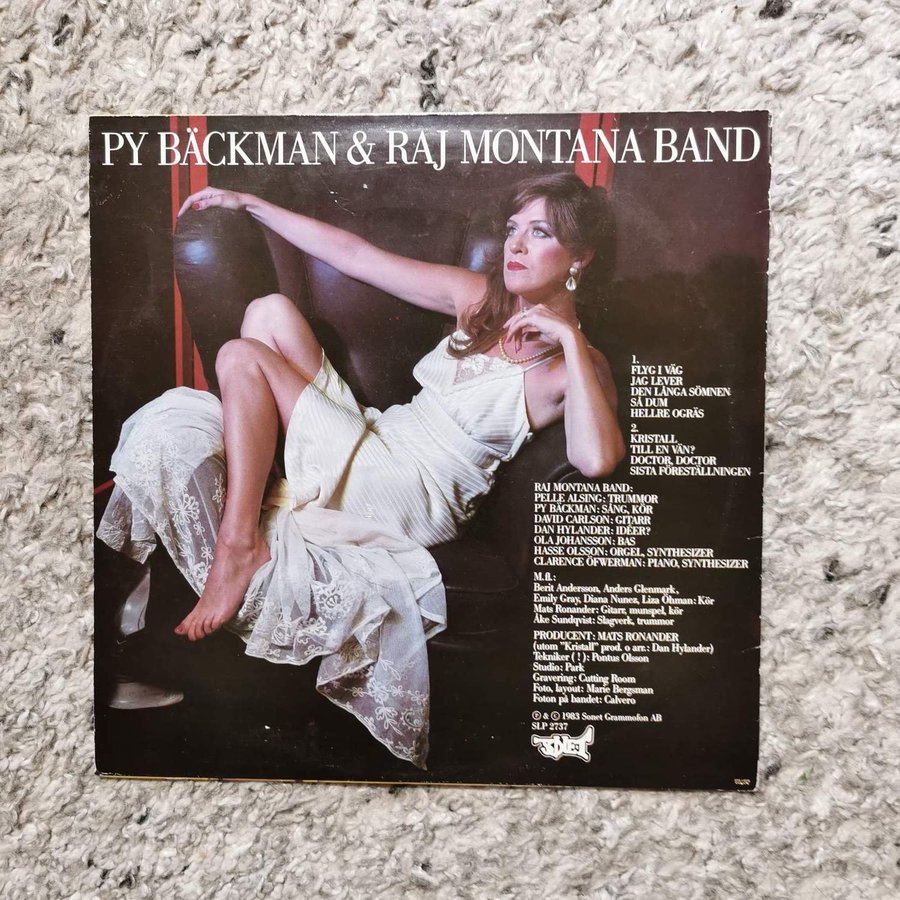 PY BÄCKMAN & RAJ MONTANA BAND
1.
FLYG I VÄG
JAG LEVER
DEN LÅNGA SÖMNEN
SÅ DUM
HELLRE OGRÄS
2.
KRISTALL
TILL EN VÄN?
DOCTOR, DOCTOR
SISTA FÖRESTÄLLNINGEN
RAJ MONTANA BAND:
PELLE ALSING: TRUMMOR
PY BÄCKMAN: SÅNG, KÖR
DAVID CARLSON: GITARR
DAN HYLANDER: IDÉER?
OLA JOHANSSON: BAS
HASSE OLSSON: ORGEL, SYNTHESIZER
CLARENCE ÖFWERMAN: PIANO, SYNTHESIZER
M.fl.:
Berit Andersson, Anders Glenmark,
Emily Gray, Diana Nunez, Liza Öhman: Kör
Mats Ronander: Gitarr, munspel, kör
Åke Sundqvist: Slagverk, trummor
PRODUCENT: MATS RONANDER
(utom "Kristall" prod. o arr.: Dan Hylander)
Tekniker (!): Pontus Olsson
Studio: Park
Gravering: Cutting Room
Foto, layout: Marie Bergsman
Foton på bandet: Calvero
Ⓟ & © 1983 Sonet Grammofon AB
SLP 2737
SONET